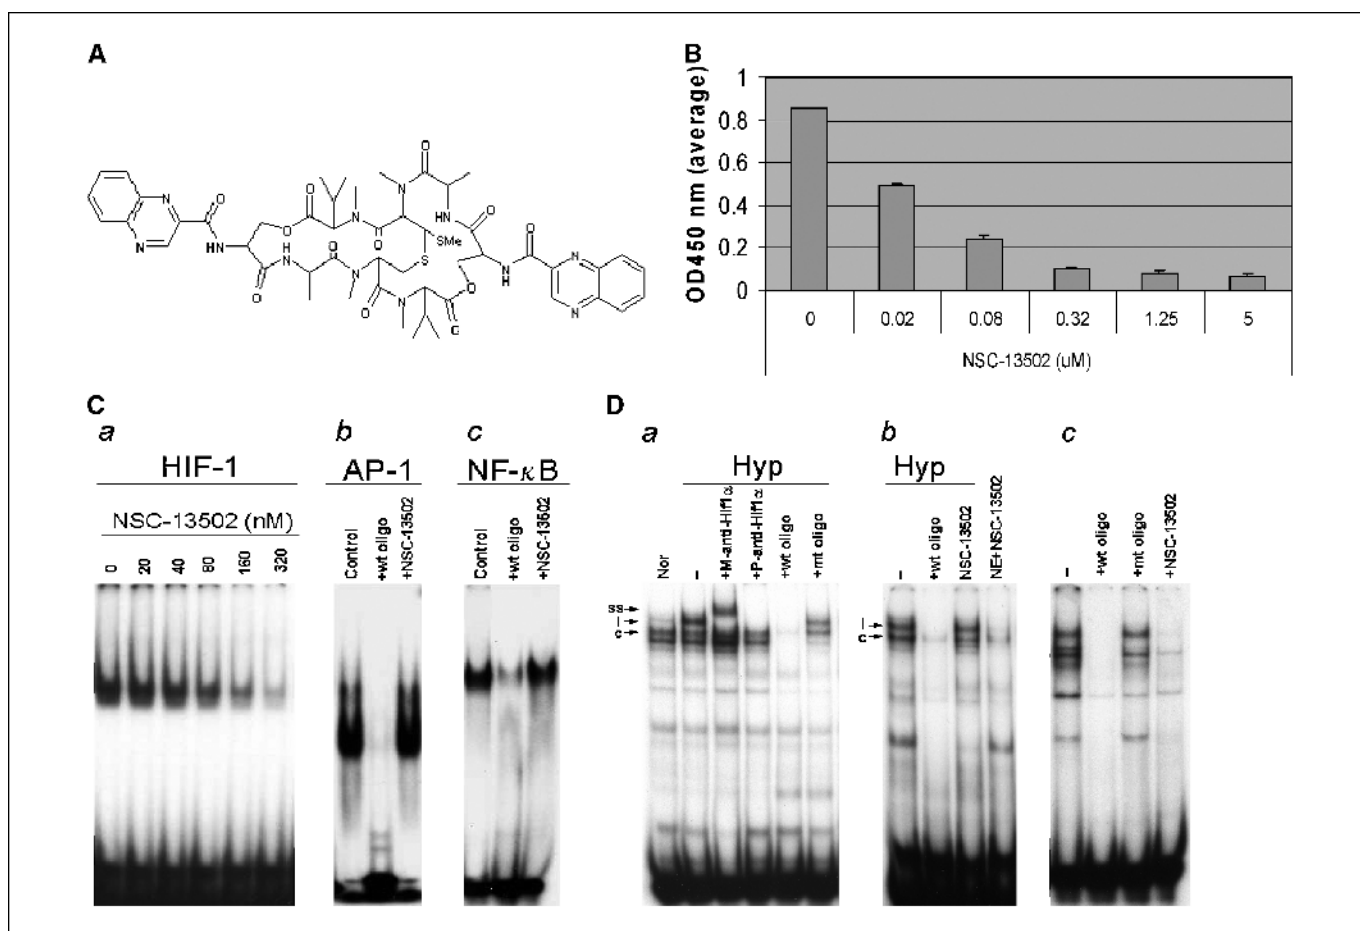 A
N
N
O
N
H
O
O
O
N
O
N
O
NH
O
SMe
S
H
N
O
N
O
N
O
O
O
N
H
O
N
N
B
OD450 nm (average)
1
0.8
0.6
0.4
0.2
0
0 0.02 0.08 0.32 1.25 5
NSC-13502 (uM)
C
a
HIF-1
NSC-13502 (nM)
0 20 40 80 160 320
b
AP-1
Control +wt oligo +NSC-13502
c
NF-κB
Control +wt oligo +NSC-13502
D
a
Hyp
Nor – +M-anti-Hif1α +P-anti-Hif1α +wt oligo +mt oligo
ss
I
c
b
Hyp
– +wt oligo NSC-13502 NE+NSC-13502
I
c
c
– +wt oligo +mt oligo +NSC-13502